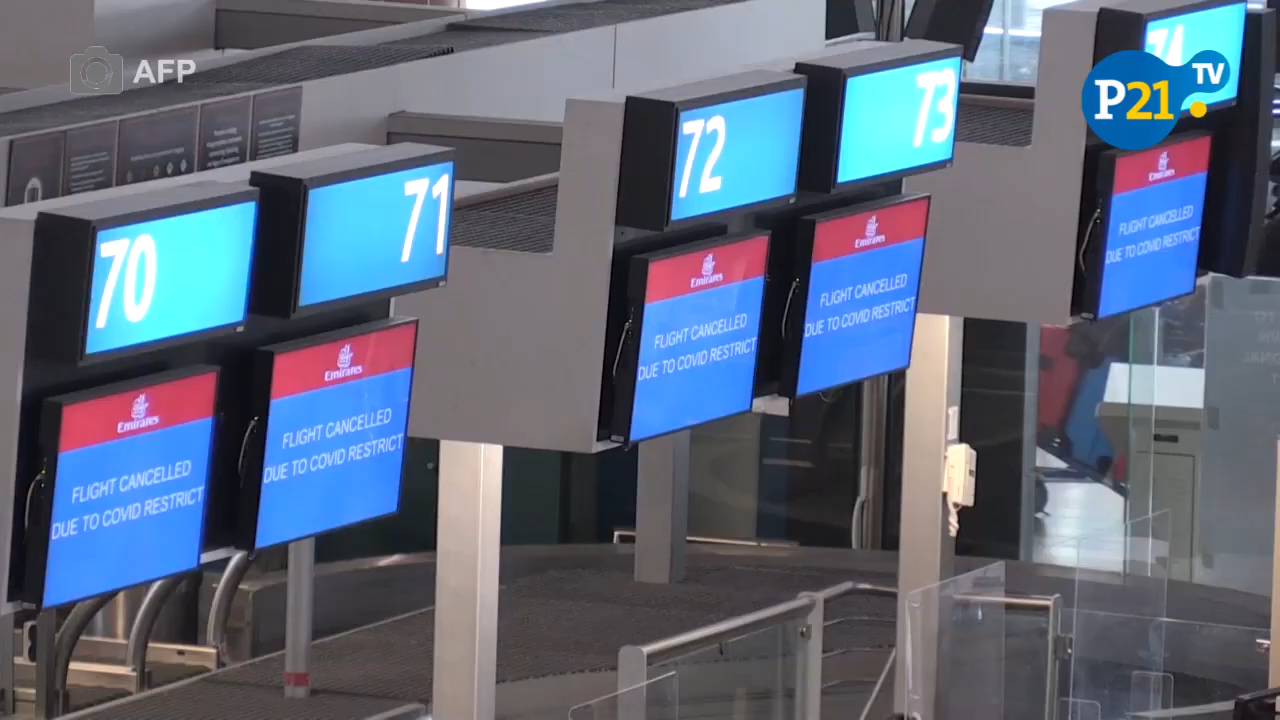 AFP
P21
TV
70
71
72
73
74
Emirates
FLIGHT CANCELLED
DUE TO COVID RESTRICT
Emirates
FLIGHT CANCELLED
DUE TO COVID RESTRICT
Emirates
FLIGHT CANCELLED
DUE TO COVID RESTRICT
Emirates
FLIGHT CANCELLED
DUE TO COVID RESTRICT
Emirates
FLIGHT CANCELLED
DUE TO COVID RESTRICT